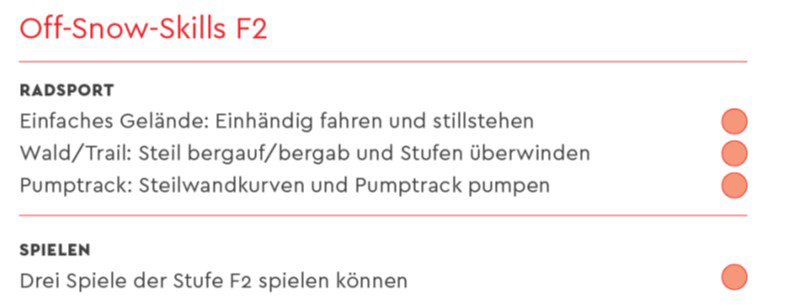 Off-Snow-Skills F2
RADSPORT
Einfaches Gelände: Einhändig fahren und stillstehen
Wald/Trail: Steil bergauf/bergab und Stufen überwinden
Pumptrack: Steilwandkurven und Pumptrack pumpen
SPIELEN
Drei Spiele der Stufe F2 spielen können